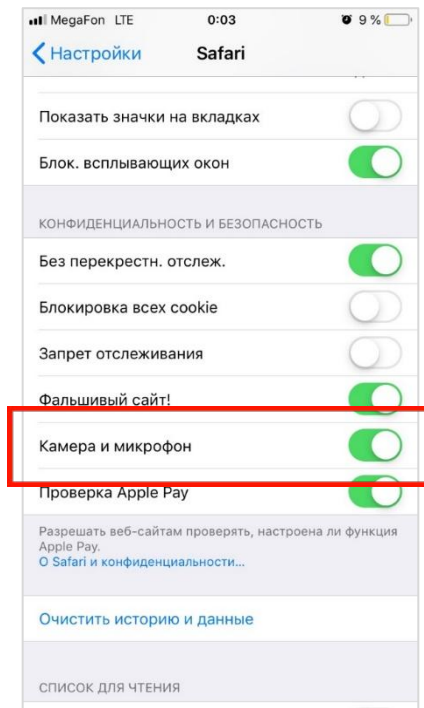 MegaFon LTE 0:03 9 %
Настройки Safari
Показать значки на вкладках
Блок. всплывающих окон
КОНФИДЕНЦИАЛЬНОСТЬ И БЕЗОПАСНОСТЬ
Без перекрестн. отслеж.
Блокировка всех cookie
Запрет отслеживания
Фальшивый сайт!
Камера и микрофон
Проверка Apple Pay
Разрешать веб-сайтам проверять, настроена ли функция
Apple Pay.
О Safari и конфиденциальности...
Очистить историю и данные
СПИСОК ДЛЯ ЧТЕНИЯ